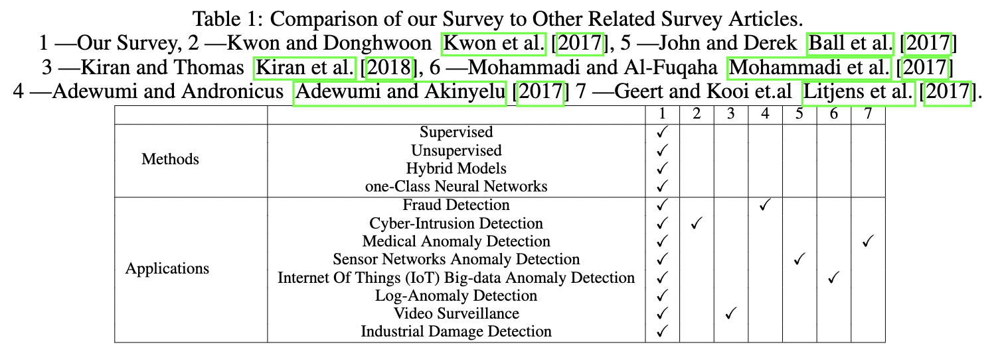 Table 1: Comparison of our Survey to Other Related Survey Articles.
1 —Our Survey, 2 —Kwon and Donghwoon Kwon et al. [2017], 5 —John and Derek Ball et al. [2017]
3 —Kiran and Thomas Kiran et al. [2018], 6 —Mohammadi and Al-Fuqaha Mohammadi et al. [2017]
4 —Adewumi and Andronicus Adewumi and Akinyelu [2017] 7 —Geert and Kooi et.al Litjens et al. [2017].
1 2 3 4 5 6 7
Methods
Supervised ✓
Unsupervised ✓
Hybrid Models ✓
one-Class Neural Networks ✓
Applications
Fraud Detection ✓ ✓
Cyber-Intrusion Detection ✓ ✓
Medical Anomaly Detection ✓ ✓
Sensor Networks Anomaly Detection ✓ ✓
Internet Of Things (IoT) Big-data Anomaly Detection ✓ ✓
Log-Anomaly Detection ✓
Video Surveillance ✓ ✓
Industrial Damage Detection ✓